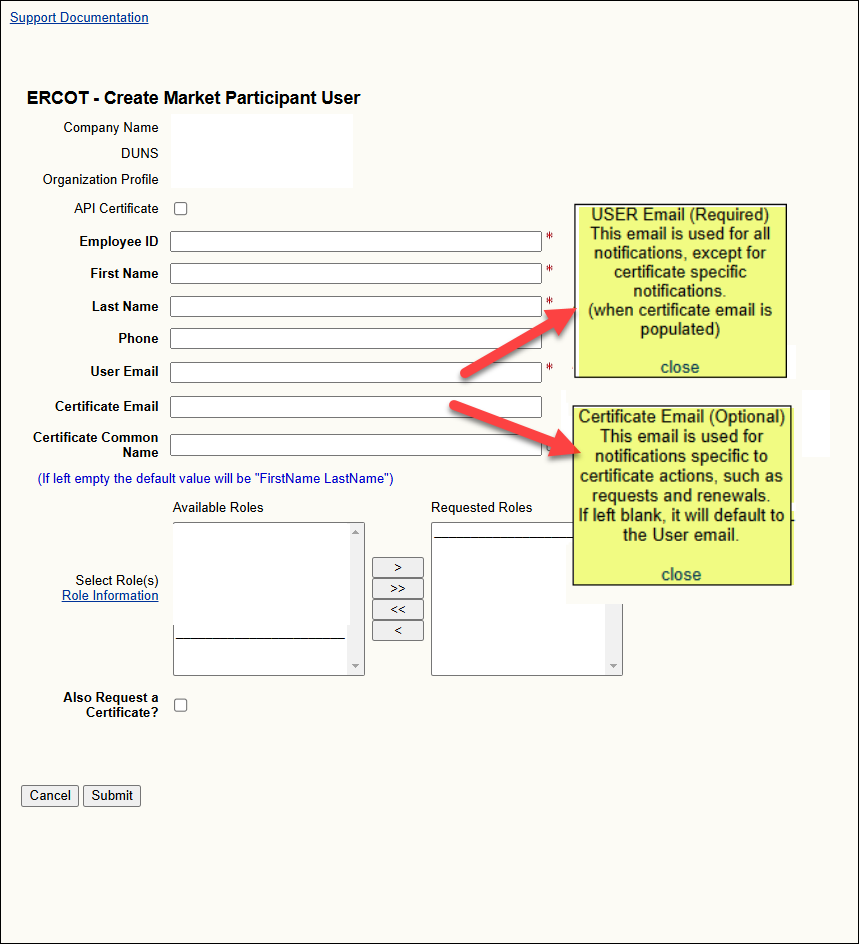 Support Documentation
ERCOT - Create Market Participant User
Company Name
DUNS
Organization Profile
API Certificate
Employee ID *
First Name *
Last Name *
Phone
User Email *
Certificate Email
Certificate Common
Name
(If left empty the default value will be "FirstName LastName")
USER Email (Required)
This email is used for all
notifications, except for
certificate specific
notifications.
(when certificate email is
populated)
close
Certificate Email (Optional)
This email is used for
notifications specific to
certificate actions, such as
requests and renewals.
If left blank, it will default to
the User email.
close
Available Roles
Requested Roles
Select Role(s)
Role Information
>
>>
<<
<
Also Request a
Certificate?
Cancel
Submit